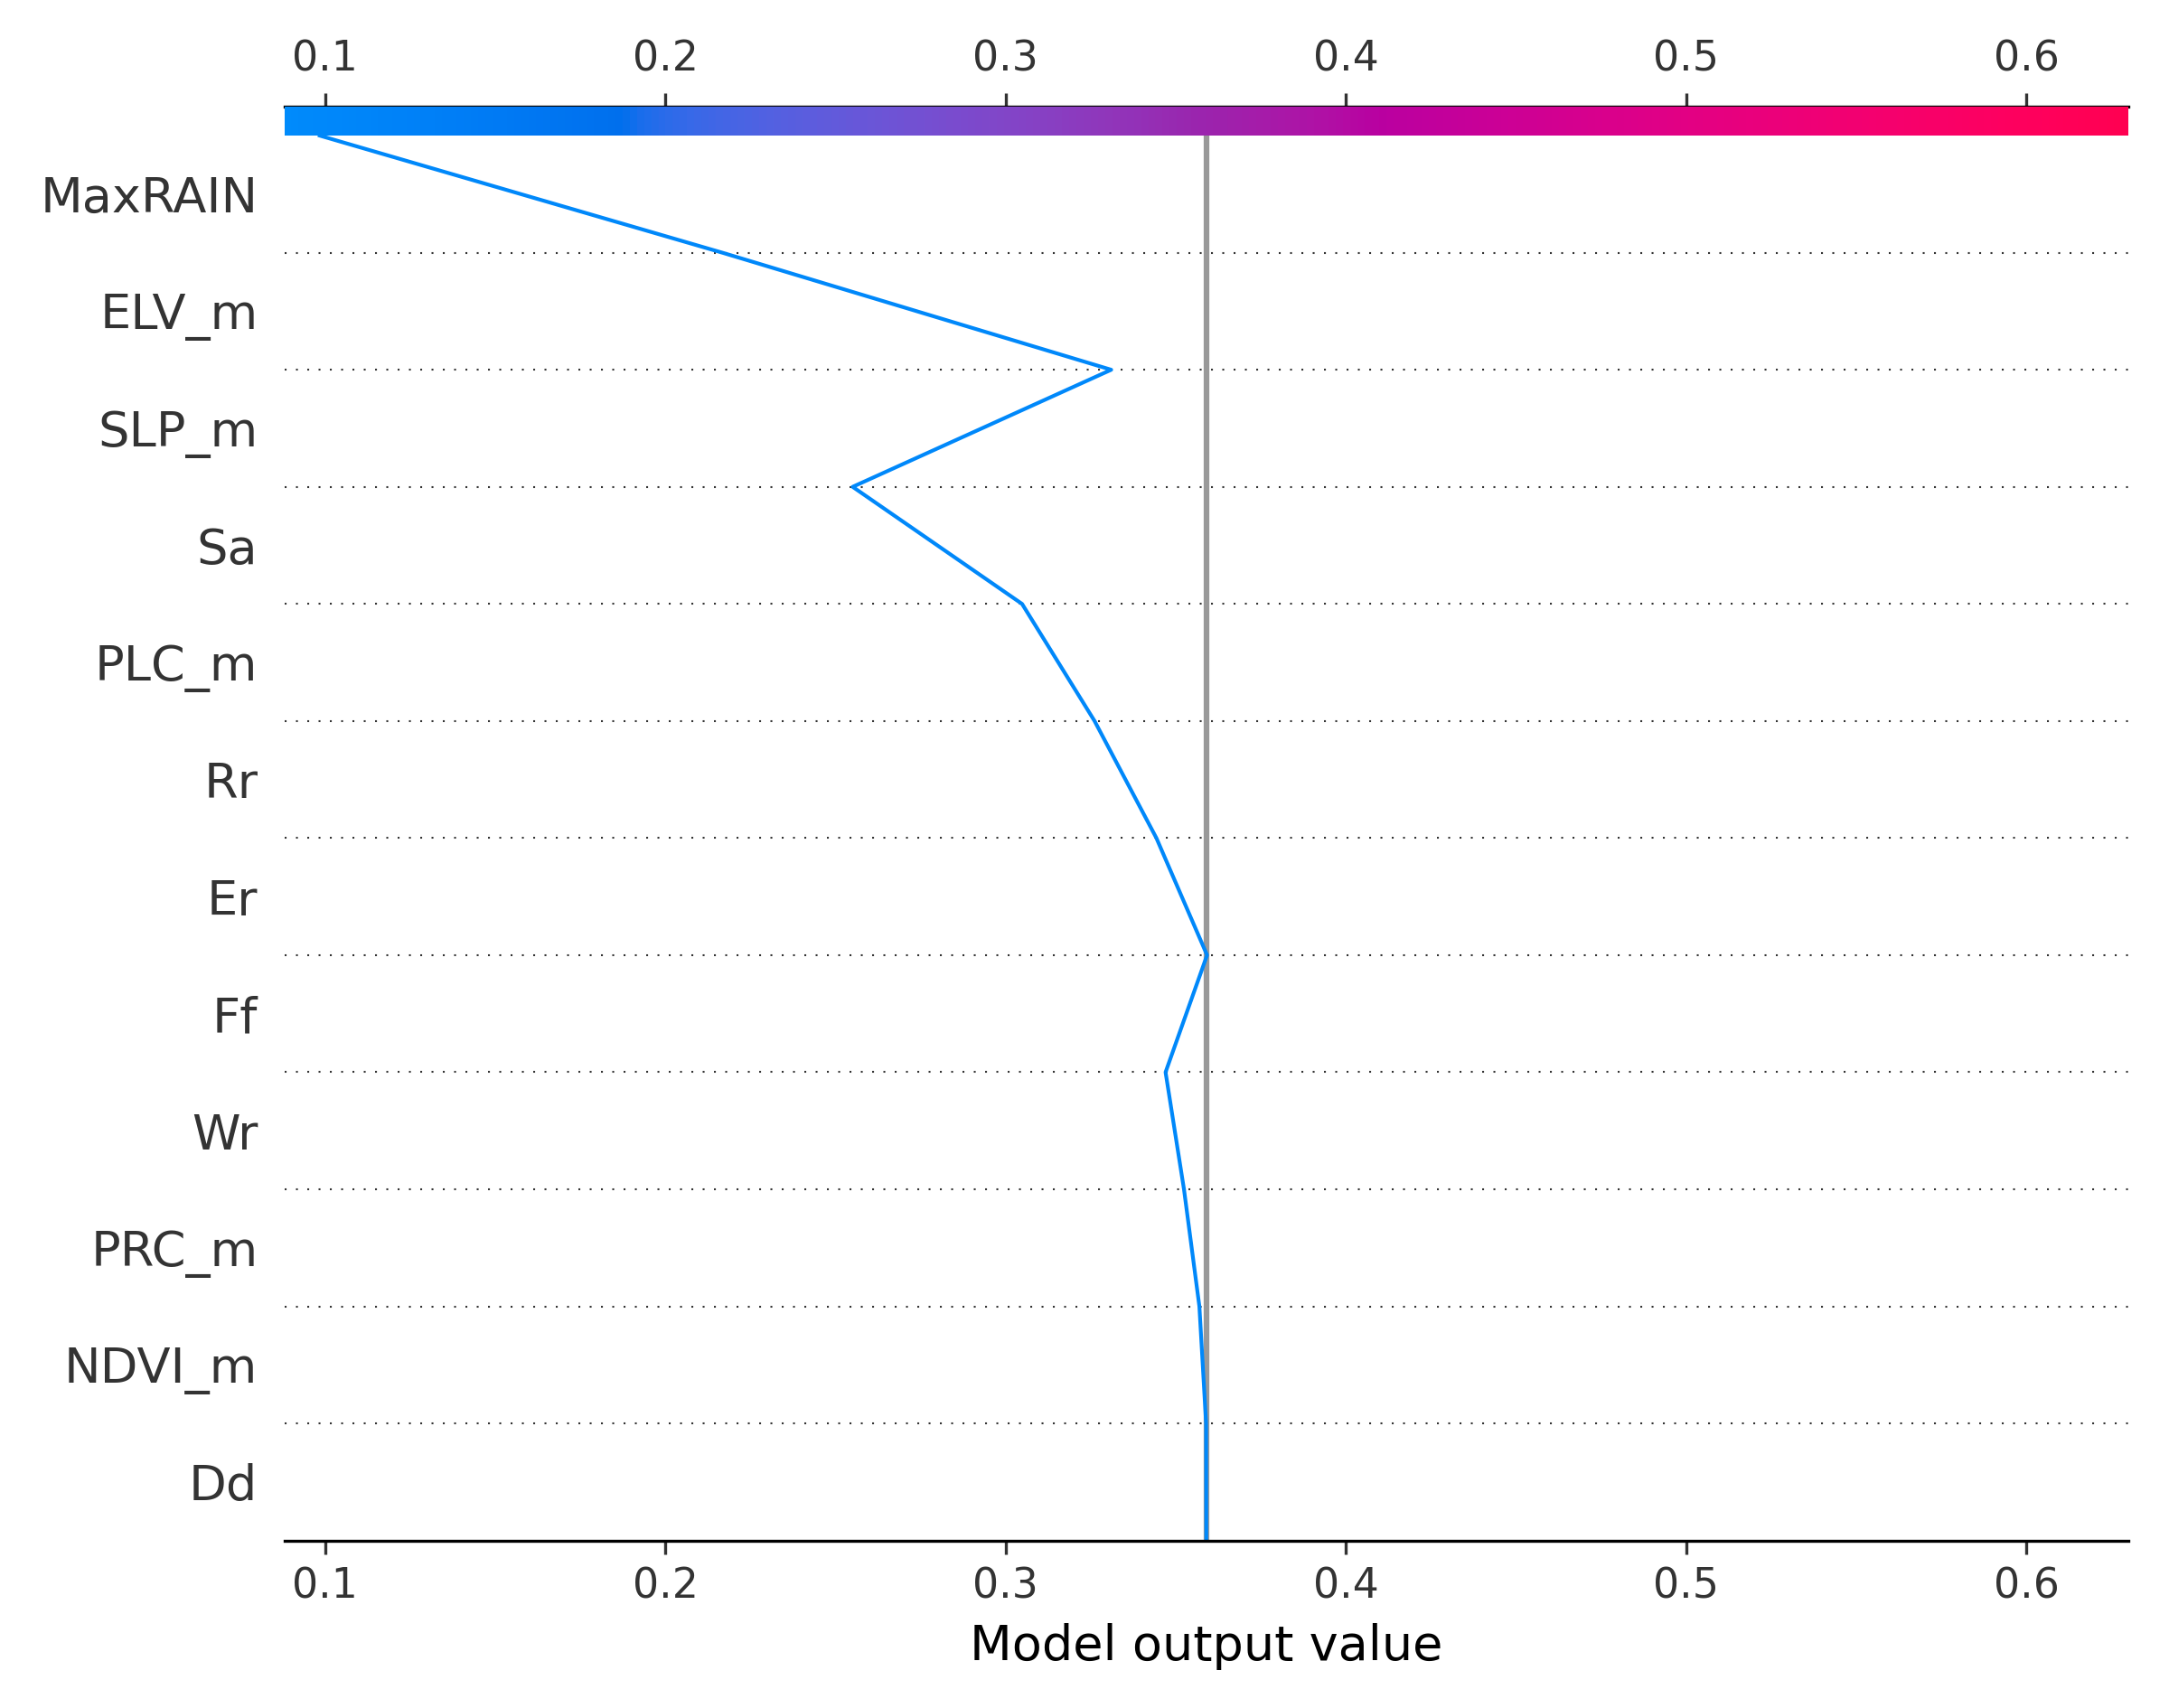 0.1 0.2 0.3 0.4 0.5 0.6
MaxRAIN
ELV_m
SLP_m
Sa
PLC_m
Rr
Er
Ff
Wr
PRC_m
NDVI_m
Dd
0.1 0.2 0.3 0.4 0.5 0.6
Model output value